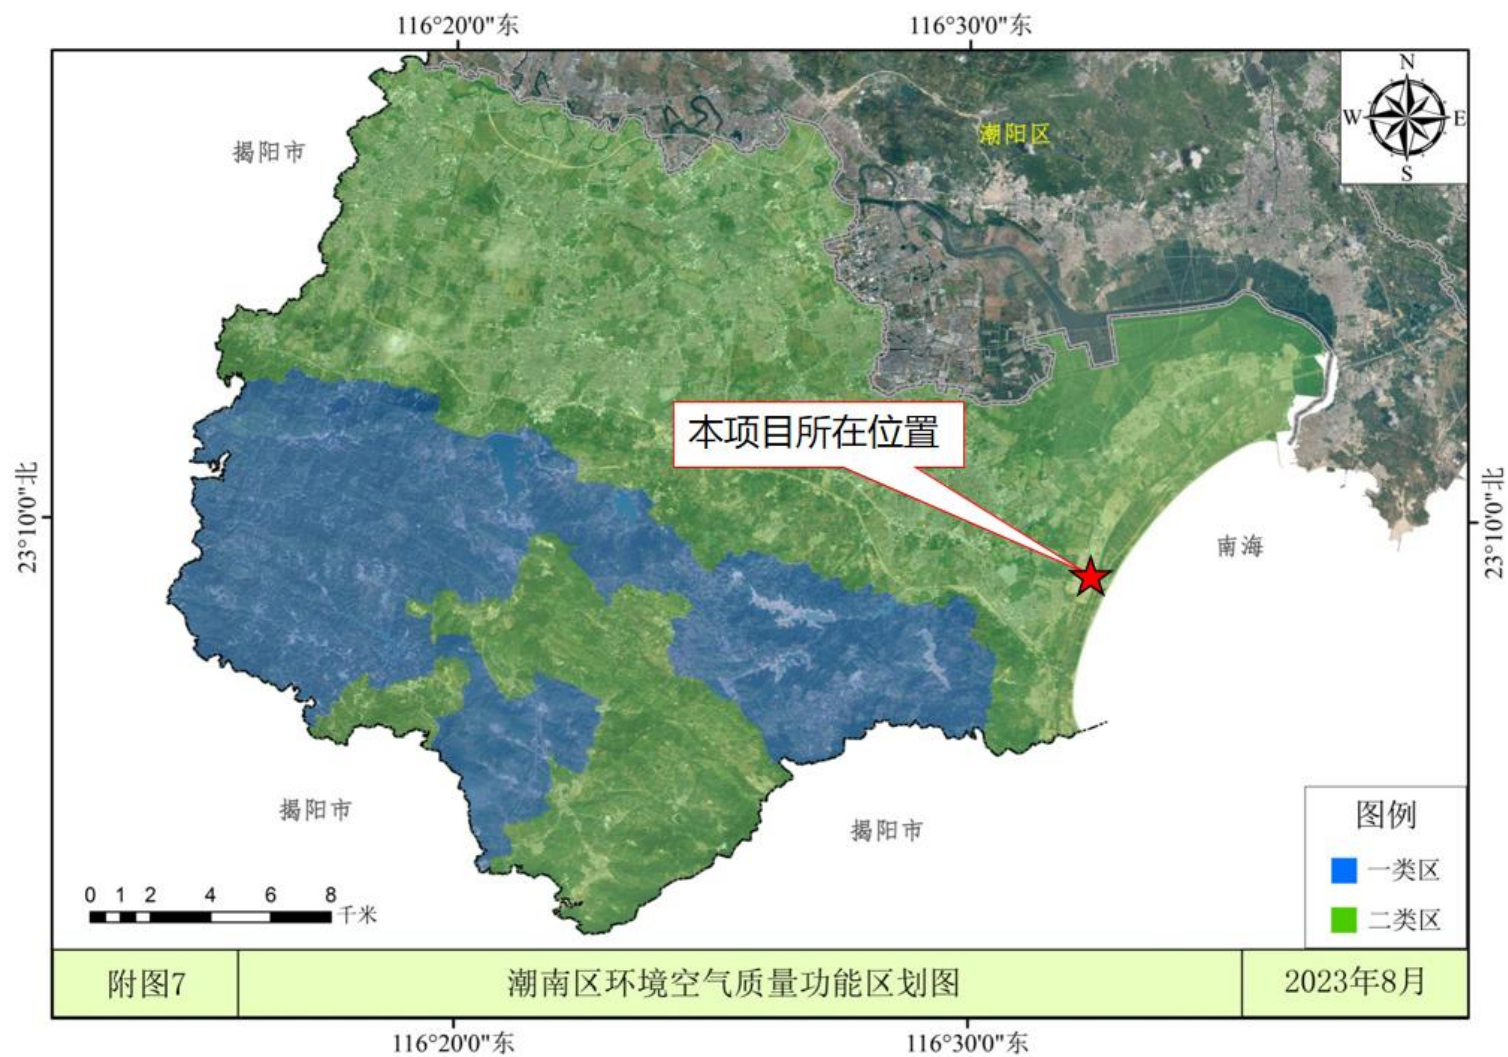 116°20'0"东
116°30'0"东
N
W
E
S
潮阳区
揭阳市
本项目所在位置
23°10'0"北
23°10'0"北
南海
揭阳市
揭阳市
图例
一类区
二类区
0 1 2 4 6 8
千米
附图7
潮南区环境空气质量功能区划图
2023年8月
116°20'0"东
116°30'0"东